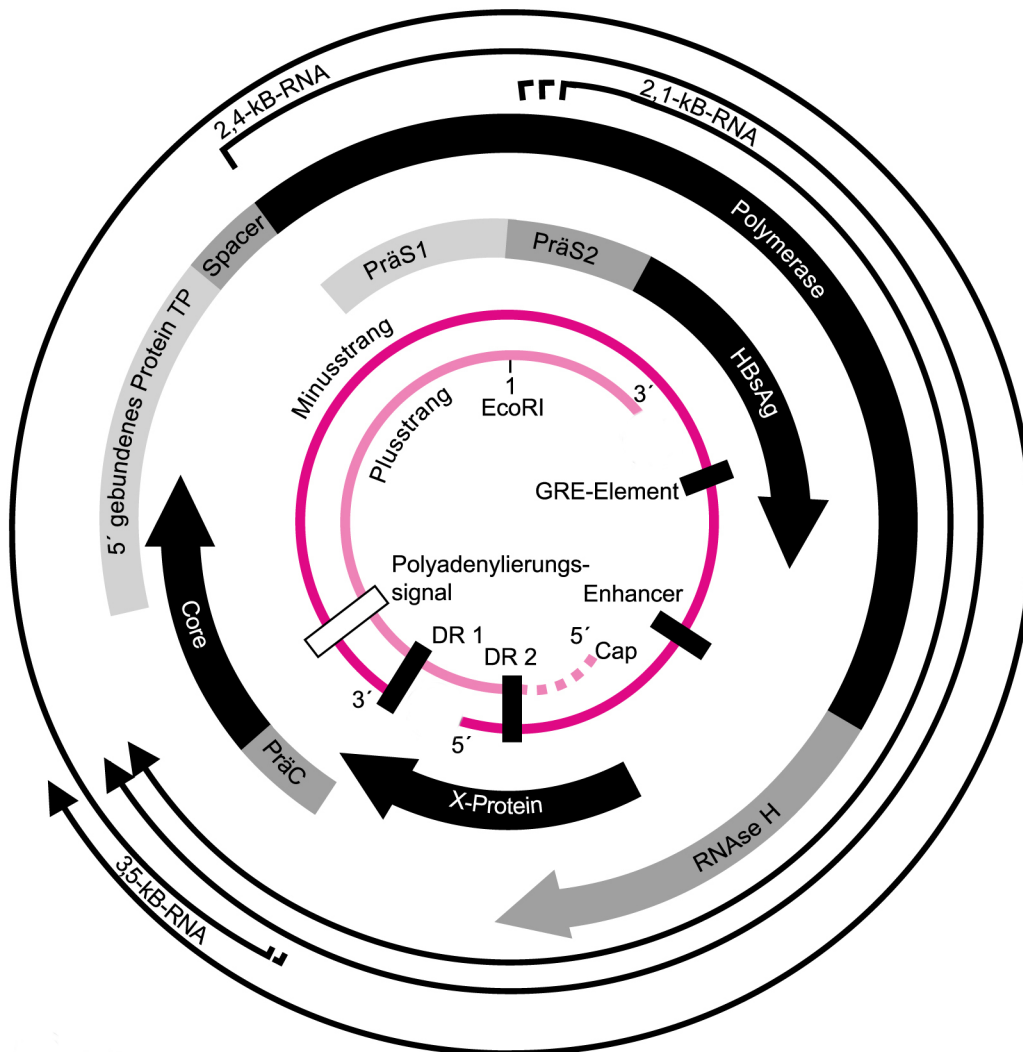 2,4-kB-RNA
2,1-kB-RNA
Polymerase
Spacer
PräS1
PräS2
5´ gebundenes Protein TP
HBsAg
Minusstrang
Plusstrang
1
EcoRI
3´
GRE-Element
Polyadenylierungs-
signal
Enhancer
Core
DR 1
DR 2
5´
Cap
3´
5´
PräC
X-Protein
RNAse H
3,5-kB-RNA